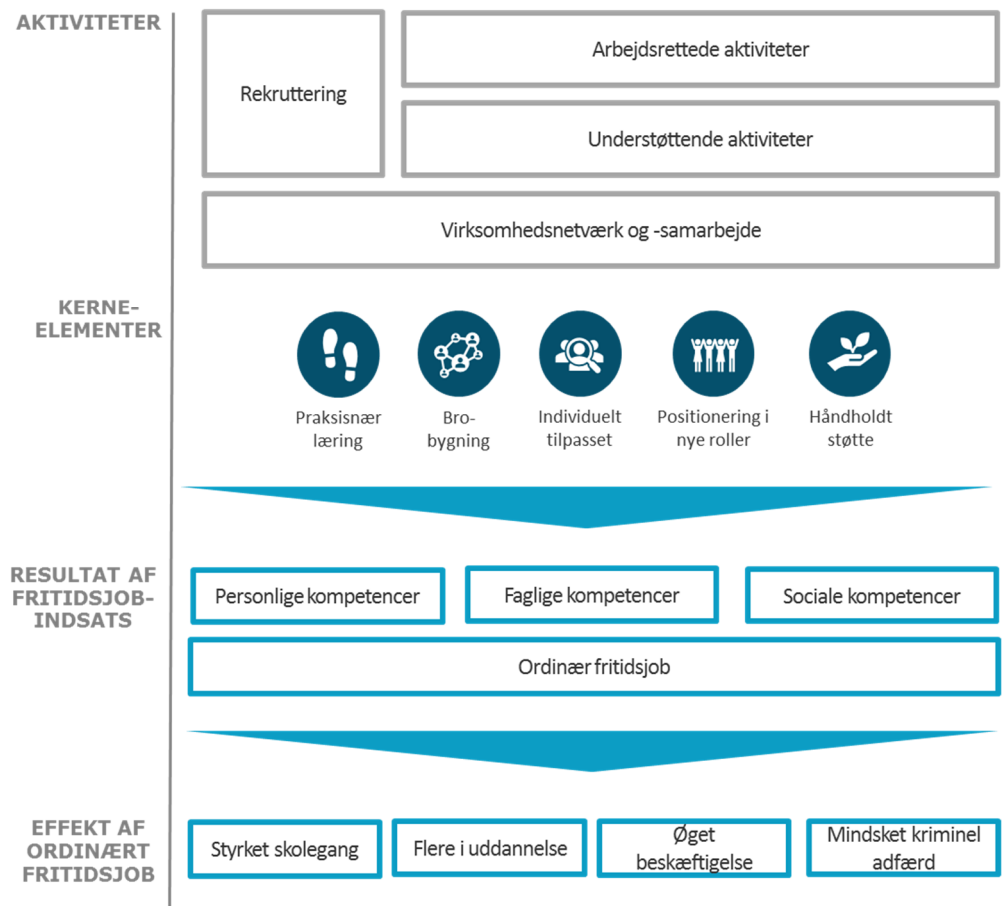 AKTIVITETER
Rekruttering
Arbejdsrettede aktiviteter
Understøttende aktiviteter
Virksomhedsnetværk og -samarbejde
KERNE-
ELEMENTER
Praksisnær
læring
Bro-
bygning
Individuelt
tilpasset
Positionering i
nye roller
Håndholdt
støtte
RESULTAT AF
FRITIDSJOB-
INDSATS
Personlige kompetencer
Faglige kompetencer
Sociale kompetencer
Ordinær fritidsjob
EFFEKT AF
ORDINÆRT
FRITIDSJOB
Styrket skolegang
Flere i uddannelse
Øget
beskæftigelse
Mindsket kriminel
adfærd